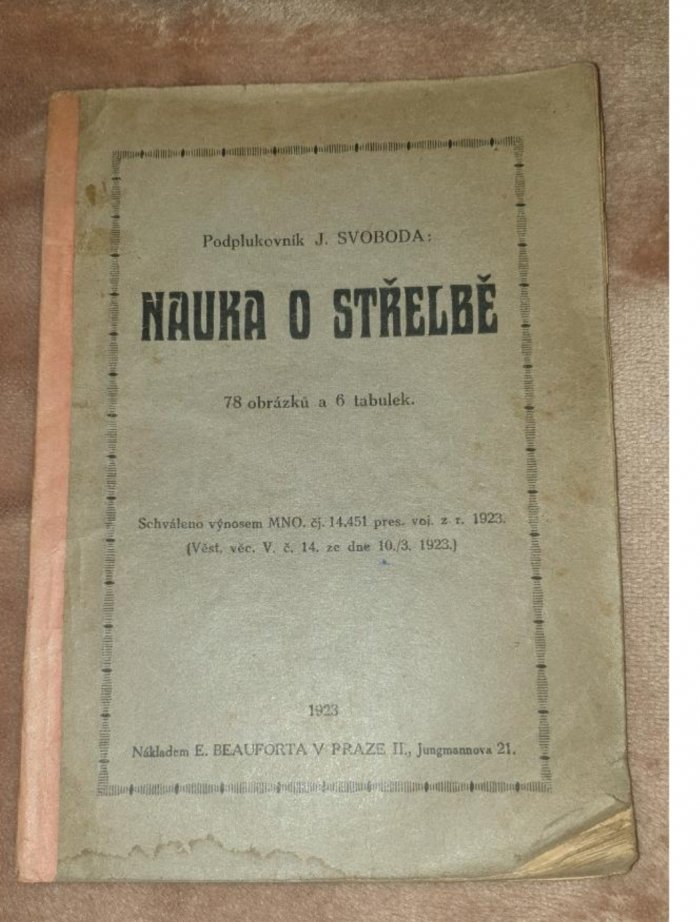 Podplukovník J. SVOBODA:
NAUKA O STŘELBĚ
78 obrázků a 6 tabulek.
Schváleno výnosem MNO. čj. 14.451 pres. voj. z r. 1923.
(Věst. věc. V. č. 14. ze dne 10./3. 1923.)
1923
Nákladem E. BEAUFORTA V PRAZE II., Jungmannova 21.